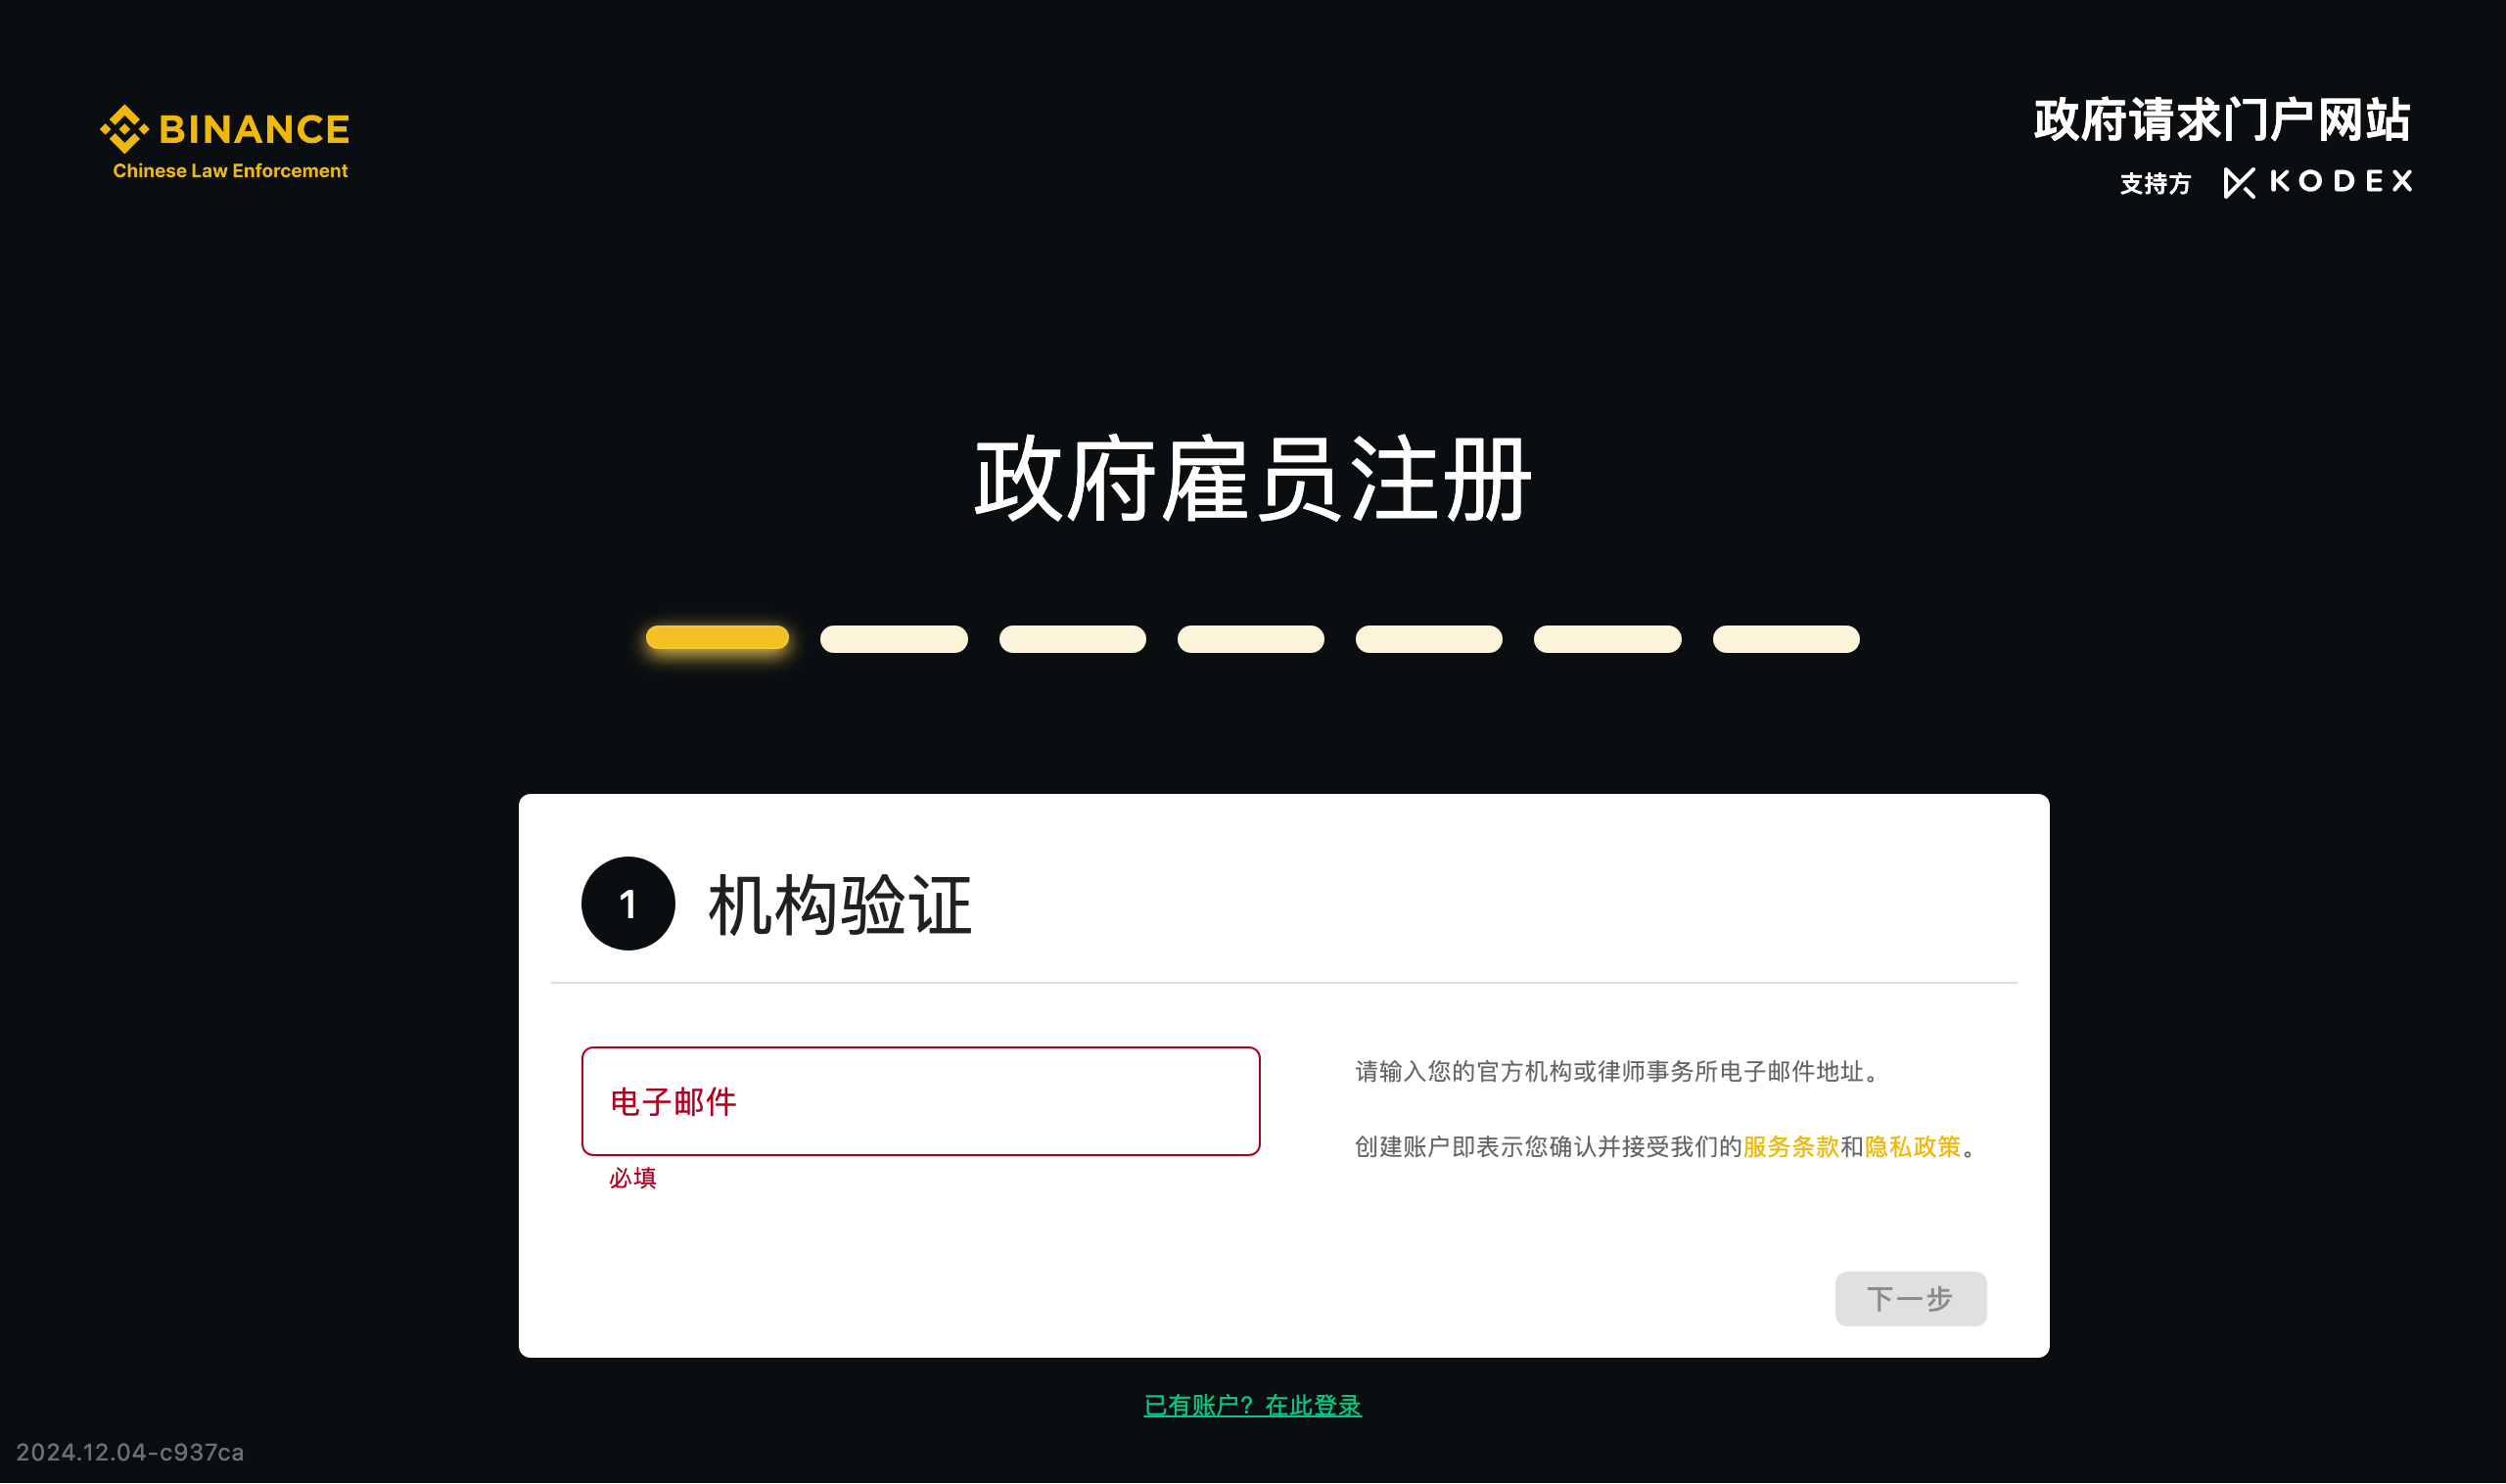 BINANCE
Chinese Law Enforcement
政府请求门户网站
支持方 KODEX
政府雇员注册
1 机构验证
电子邮件
必填
请输入您的官方机构或律师事务所电子邮件地址。
创建账户即表示您确认并接受我们的服务条款和隐私政策。
下一步
已有账户？在此登录
2024.12.04-c937ca